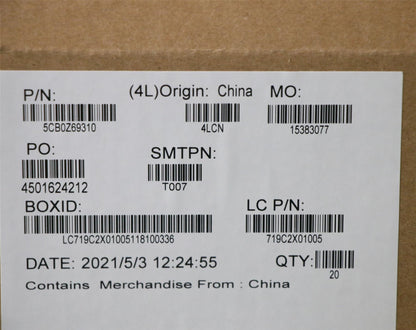 P/N: (4L)Origin: China MO:
5CB0Z69310 4LCN 15383077
PO: SMTPN:
4501624212 T007
BOXID: LC P/N:
LC719C2X01005118100336 719C2X01005
DATE: 2021/5/3 12:24:55 QTY:
20
Contains Merchandise From : China